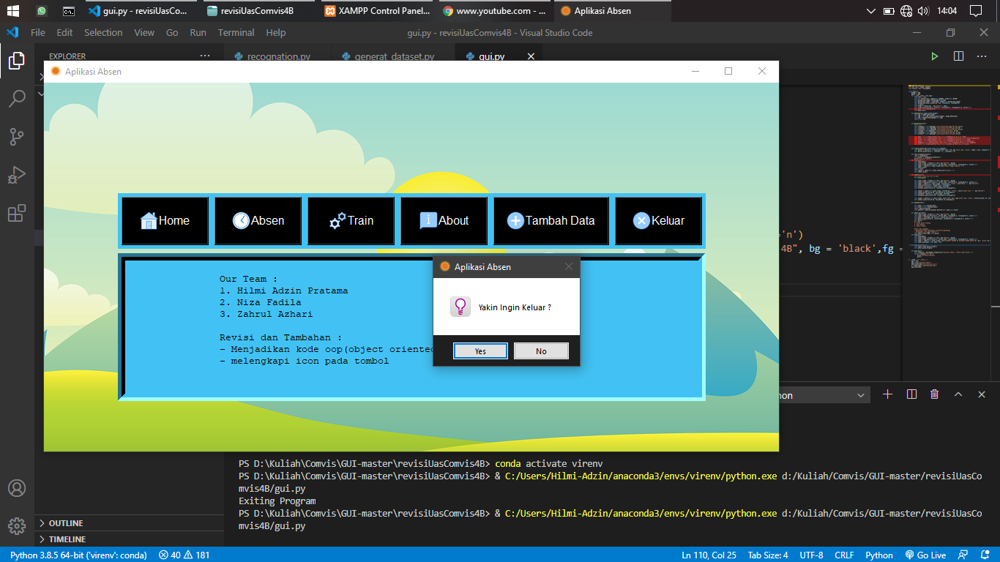 gui.py - revisiUasCo...
revisiUasComvis4B
XAMPP Control Panel...
www.youtube.com - ...
Aplikasi Absen
14:04
File Edit Selection View Go Run Terminal Help
gui.py - revisiUasComvis4B - Visual Studio Code
EXPLORER
recognation.py
generat_dataset.py
gui.py
Aplikasi Absen
Home
Absen
Train
About
Tambah Data
Keluar
='n')
4B", bg = 'black',fg =
Our Team :
1. Hilmi Adzin Pratama
2. Niza Fadila
3. Zahrul Azhari
Revisi dan Tambahan :
- Menjadikan kode oop(object oriented
- melengkapi icon pada tombol
Aplikasi Absen
Yakin Ingin Keluar ?
Yes
No
hon
PS D:\Kuliah\Comvis\GUI-master\revisiUasComvis4B> conda activate virenv
PS D:\Kuliah\Comvis\GUI-master\revisiUasComvis4B> & C:/Users/Hilmi-Adzin/anaconda3/envs/virenv/python.exe d:/Kuliah/Comvis/GUI-master/revisiUasCo
mvis4B/gui.py
Exiting Program
PS D:\Kuliah\Comvis\GUI-master\revisiUasComvis4B> & C:/Users/Hilmi-Adzin/anaconda3/envs/virenv/python.exe d:/Kuliah/Comvis/GUI-master/revisiUasCo
mvis4B/gui.py
OUTLINE
TIMELINE
Python 3.8.5 64-bit ('virenv': conda) 40 181
Ln 110, Col 25 Tab Size: 4 UTF-8 CRLF Python Go Live